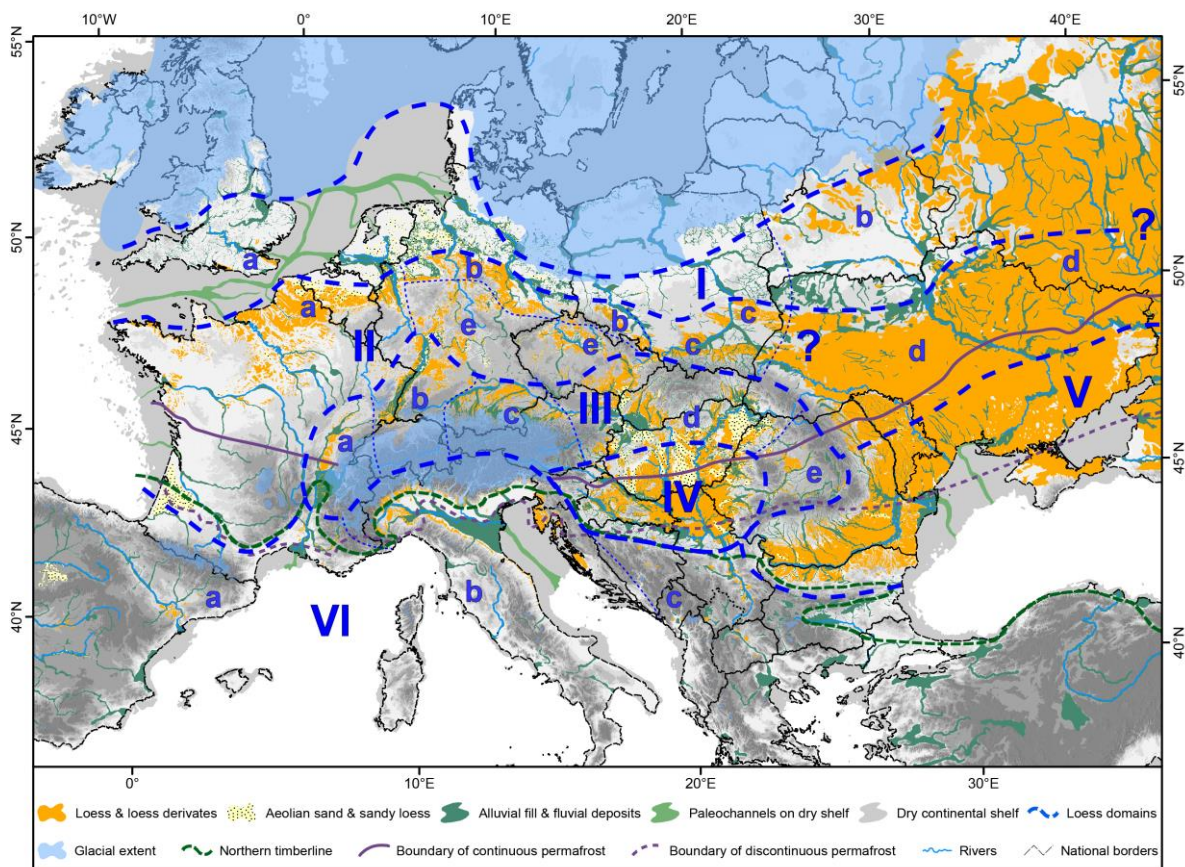 10°W 0° 10°E 20°E 30°E 40°E
55°N
55°N
b
50°N
?
50°N
a
b
d
I
a
b
c
II
e
e
c
?
d
V
b
III
45°N
a
c
d
45°N
e
IV
a
b
c
40°N
VI
40°N
0° 10°E 20°E 30°E
Loess & loess derivates Aeolian sand & sandy loess Alluvial fill & fluvial deposits Paleochannels on dry shelf Dry continental shelf Loess domains
Glacial extent Northern timberline Boundary of continuous permafrost Boundary of discontinuous permafrost Rivers National borders